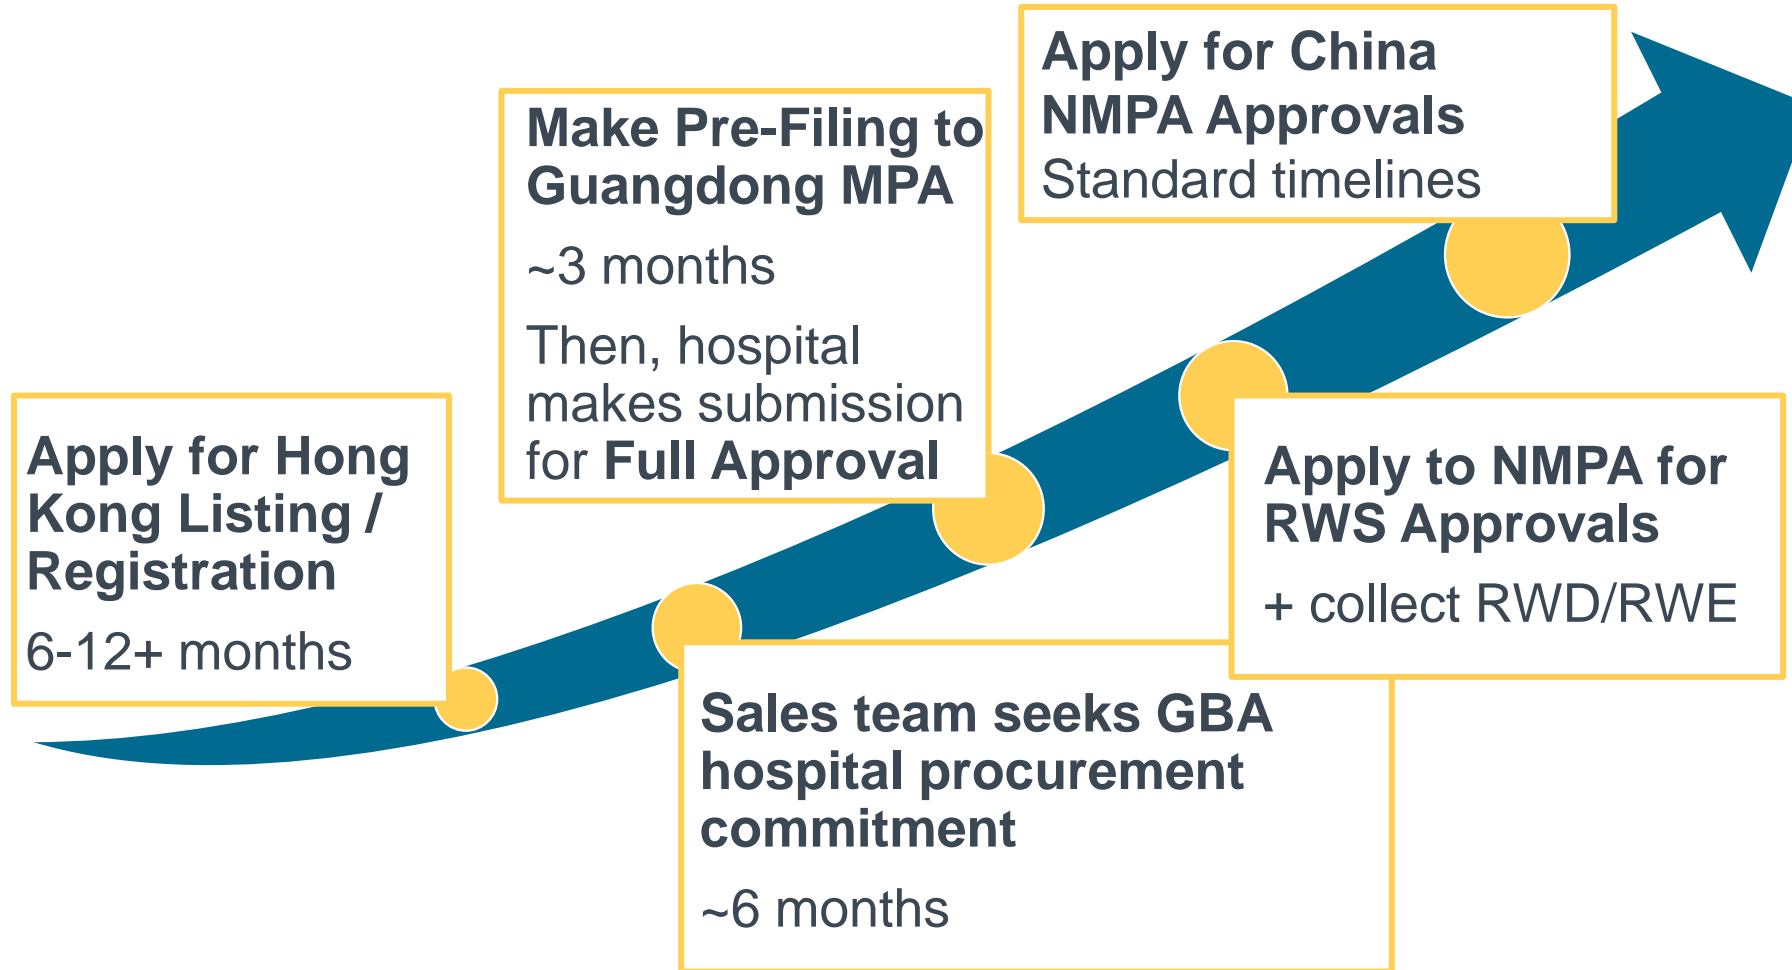 Apply for Hong
Kong Listing /
Registration
6-12+ months
Sales team seeks GBA
hospital procurement
commitment
~6 months
Make Pre-Filing to
Guangdong MPA
~3 months
Then, hospital
makes submission
for Full Approval
Apply to NMPA for
RWS Approvals
+ collect RWD/RWE
Apply for China
NMPA Approvals
Standard timelines